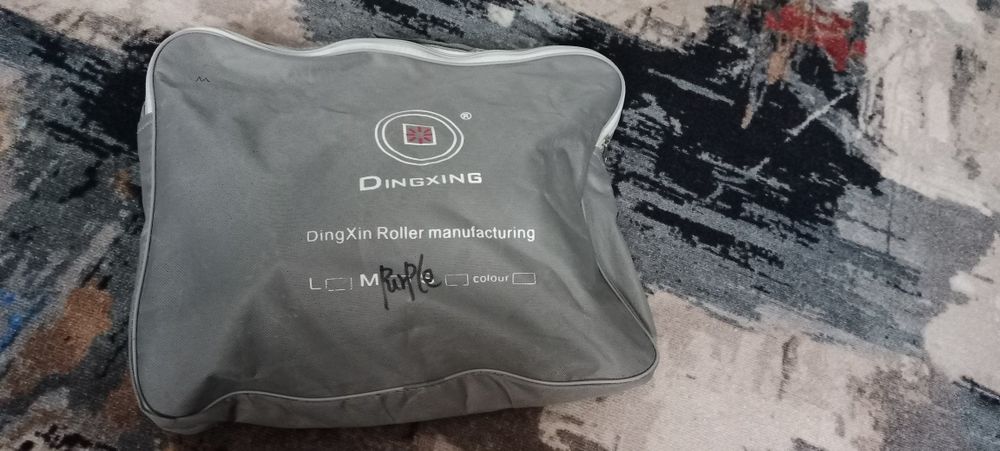 ®
DINGXING
DingXin Roller manufacturing
L M Purple S colour